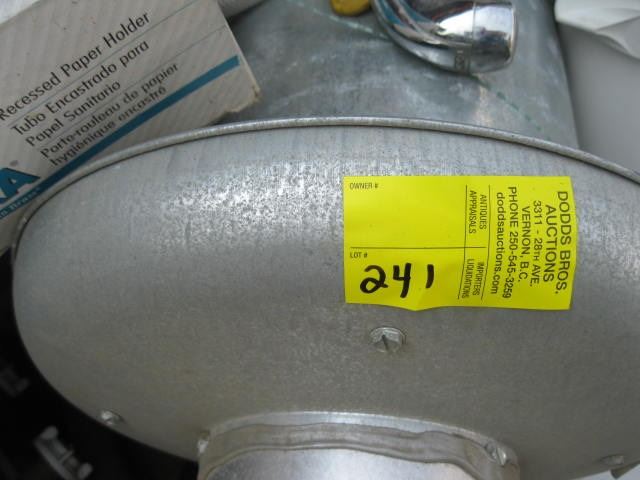 Recessed Paper Holder
Tubo Encastrado para
Papel Sanitario
Porte-rouleau de papier
hygiénique encastré
OWNER #
LOT #
241
ANTIQUES
APPRAISALS
IMPORTERS
LIQUIDATIONS
DODDS BROS.
AUCTIONS
3311 - 28TH AVE.
VERNON, B.C.
PHONE 250-545-3259
doddsauctions.com